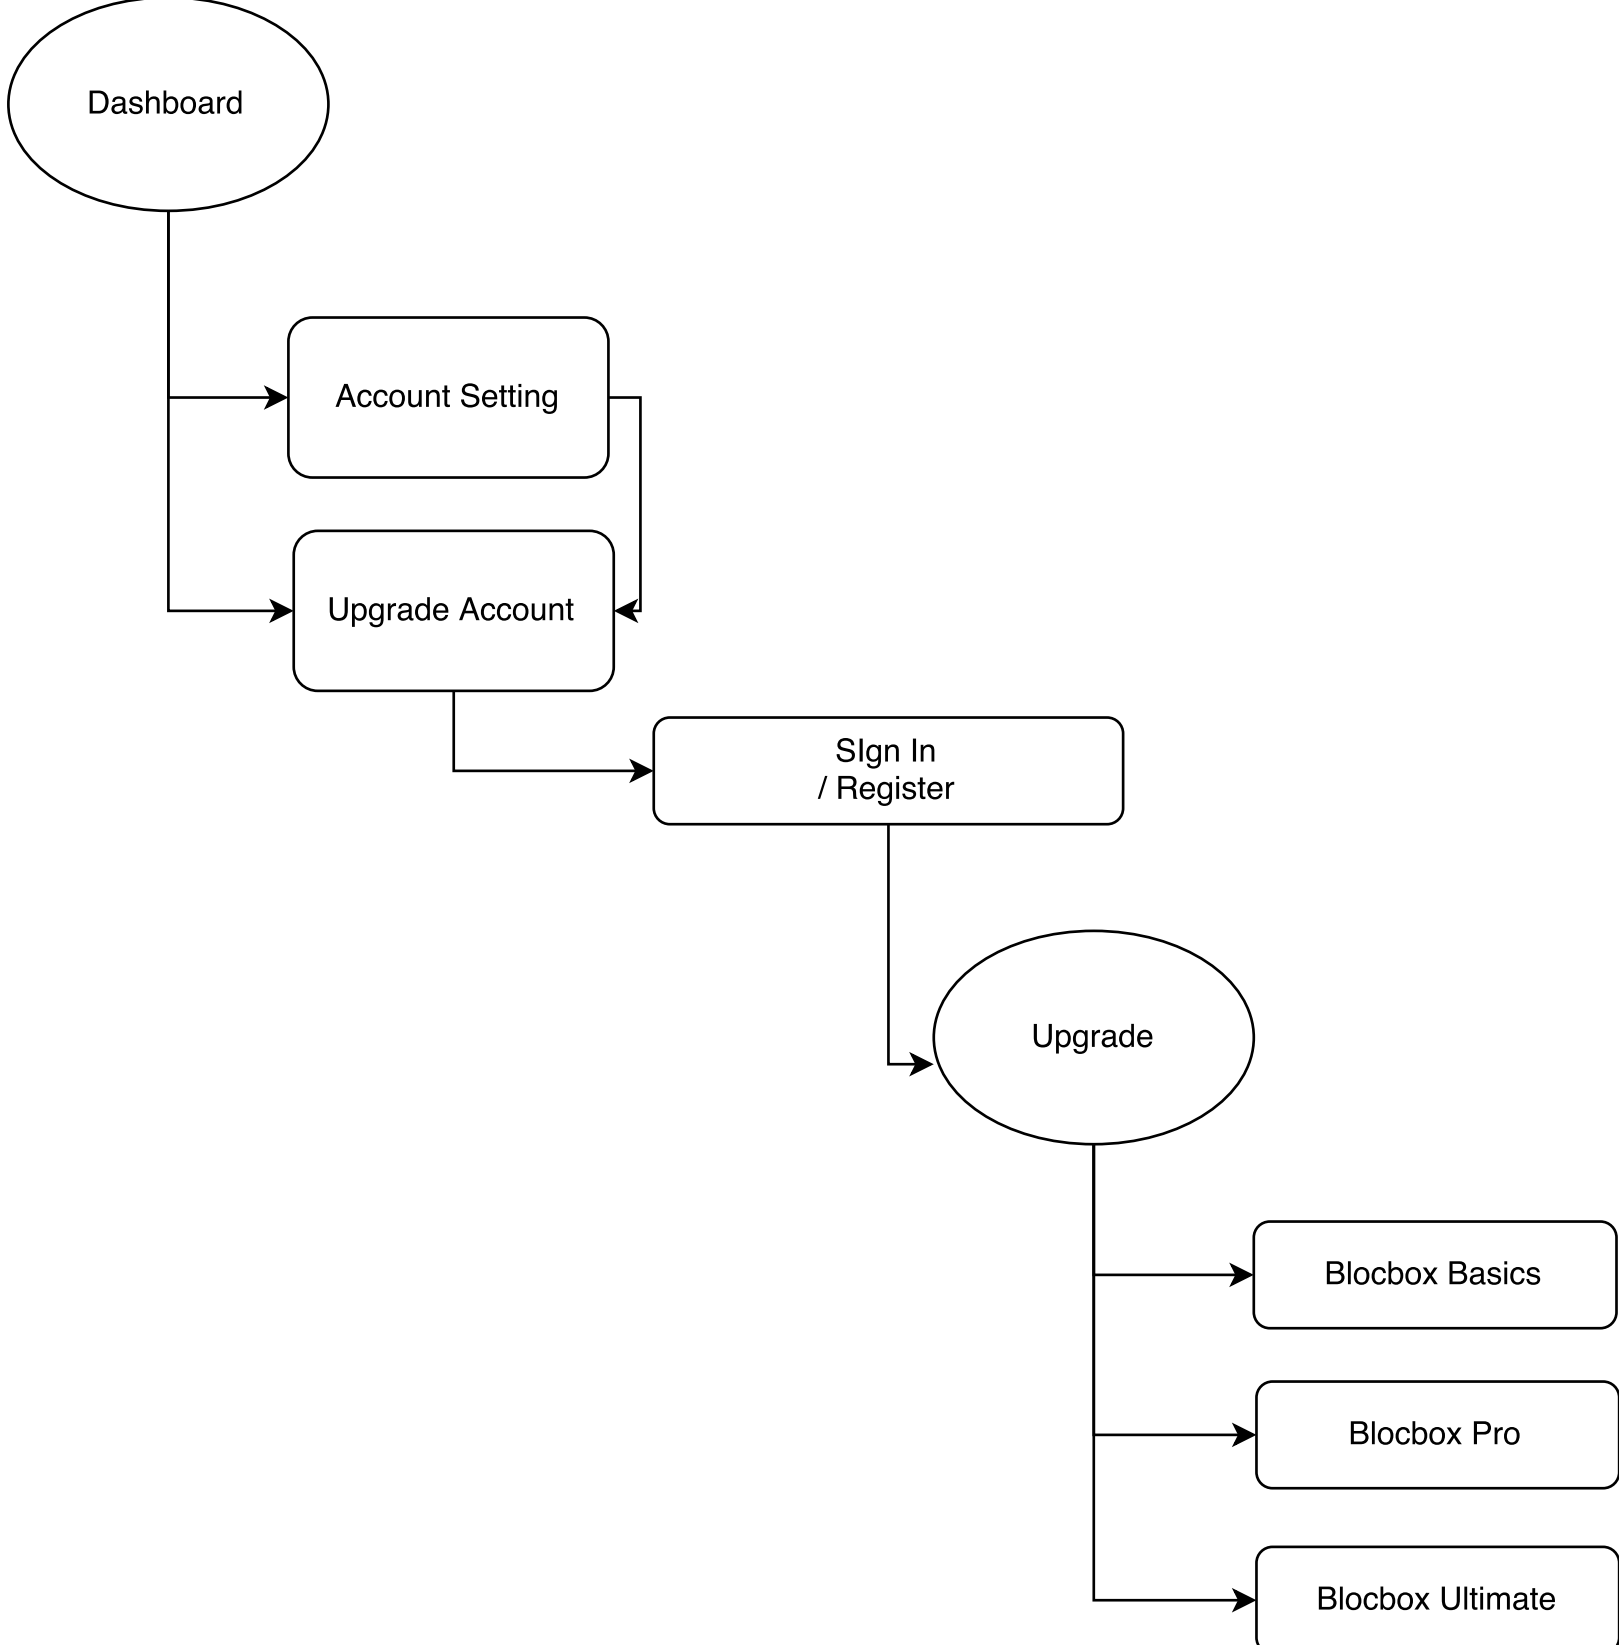 Dashboard
Account Setting
Upgrade Account
SIgn In
/ Register
Upgrade
Blocbox Basics
Blocbox Pro
Blocbox Ultimate